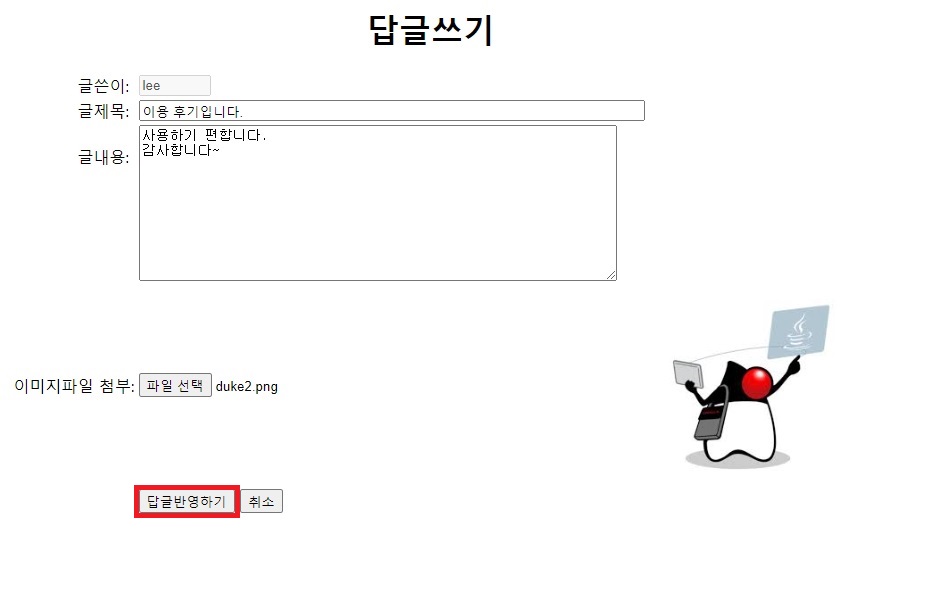 답글쓰기
글쓴이: lee
글제목: 이용 후기입니다.
글내용: 사용하기 편합니다.
감사합니다~
이미지파일 첨부: 파일 선택 duke2.png
답글반영하기 취소